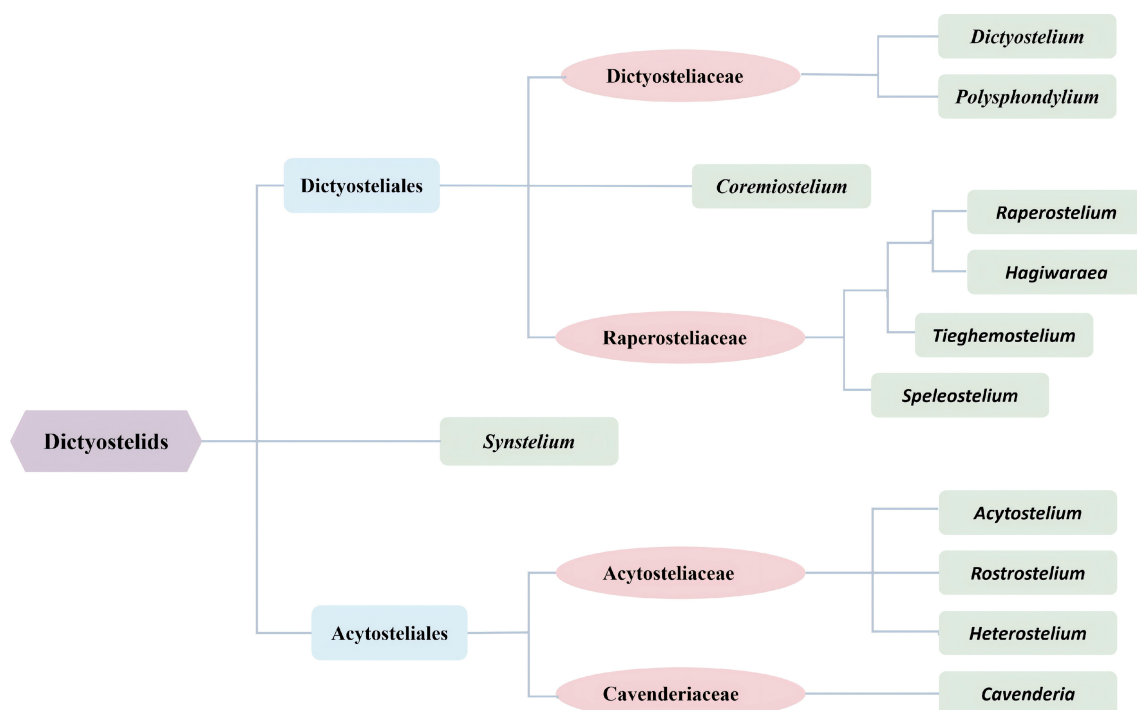 Dictyostelium
Dictyosteliaceae
Polysphondylium
Dictyosteliales
Coremiostelium
Raperostelium
Hagiwaraea
Raperosteliaceae
Tieghemostelium
Speleostelium
Dictyostelids
Synstelium
Acytostelium
Acytosteliaceae
Rostrostelium
Acytosteliales
Heterostelium
Cavenderiaceae
Cavenderia